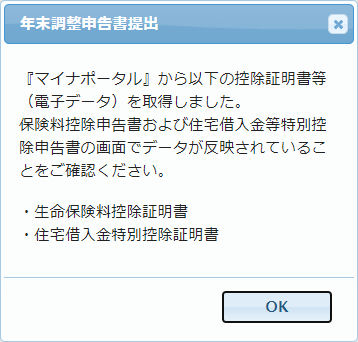 年末調整申告書提出
『マイナポータル』から以下の控除証明書等
（電子データ）を取得しました。
保険料控除申告書および住宅借入金等特別控
除申告書の画面でデータが反映されているこ
とをご確認ください。
・生命保険料控除証明書
・住宅借入金特別控除証明書
OK